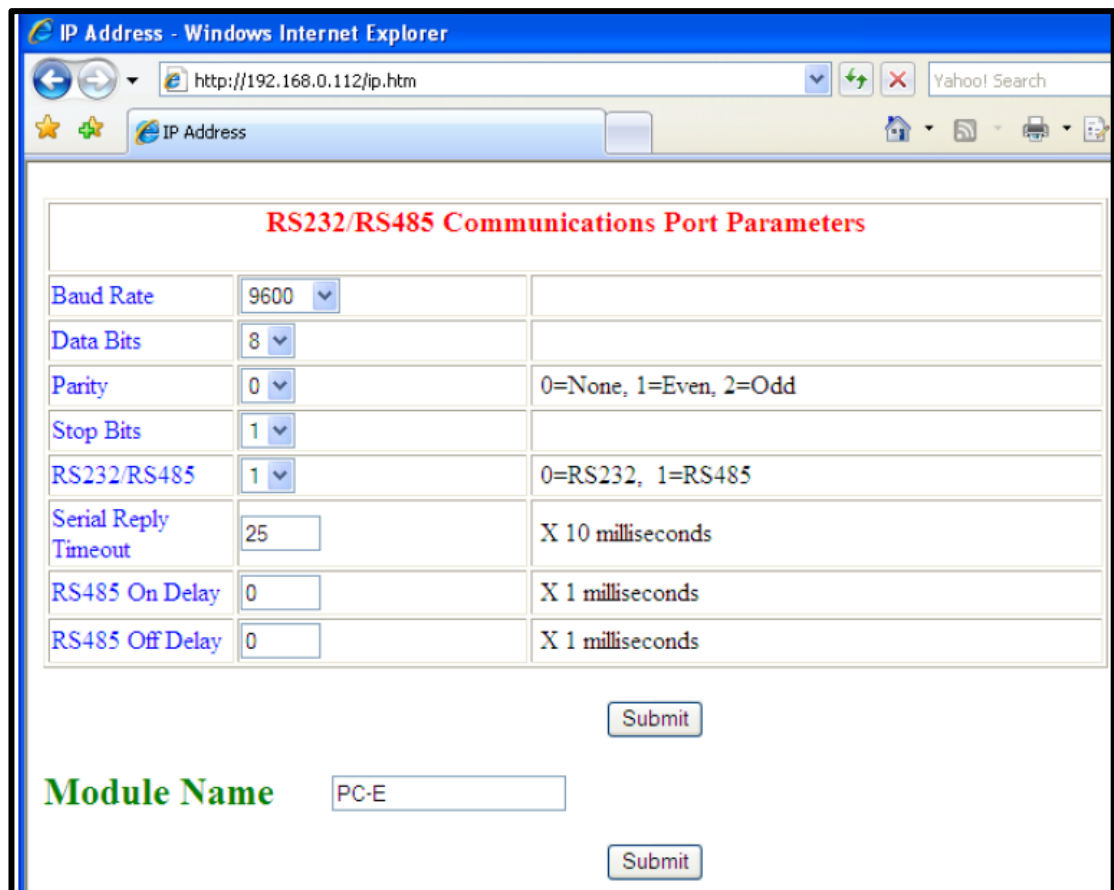 IP Address - Windows Internet Explorer
http://192.168.0.112/ip.htm
Yahoo! Search
IP Address
RS232/RS485 Communications Port Parameters
Baud Rate 9600
Data Bits 8
Parity 0 0=None, 1=Even, 2=Odd
Stop Bits 1
RS232/RS485 1 0=RS232, 1=RS485
Serial Reply
Timeout 25 X 10 milliseconds
RS485 On Delay 0 X 1 milliseconds
RS485 Off Delay 0 X 1 milliseconds
Submit
Module Name PC-E
Submit